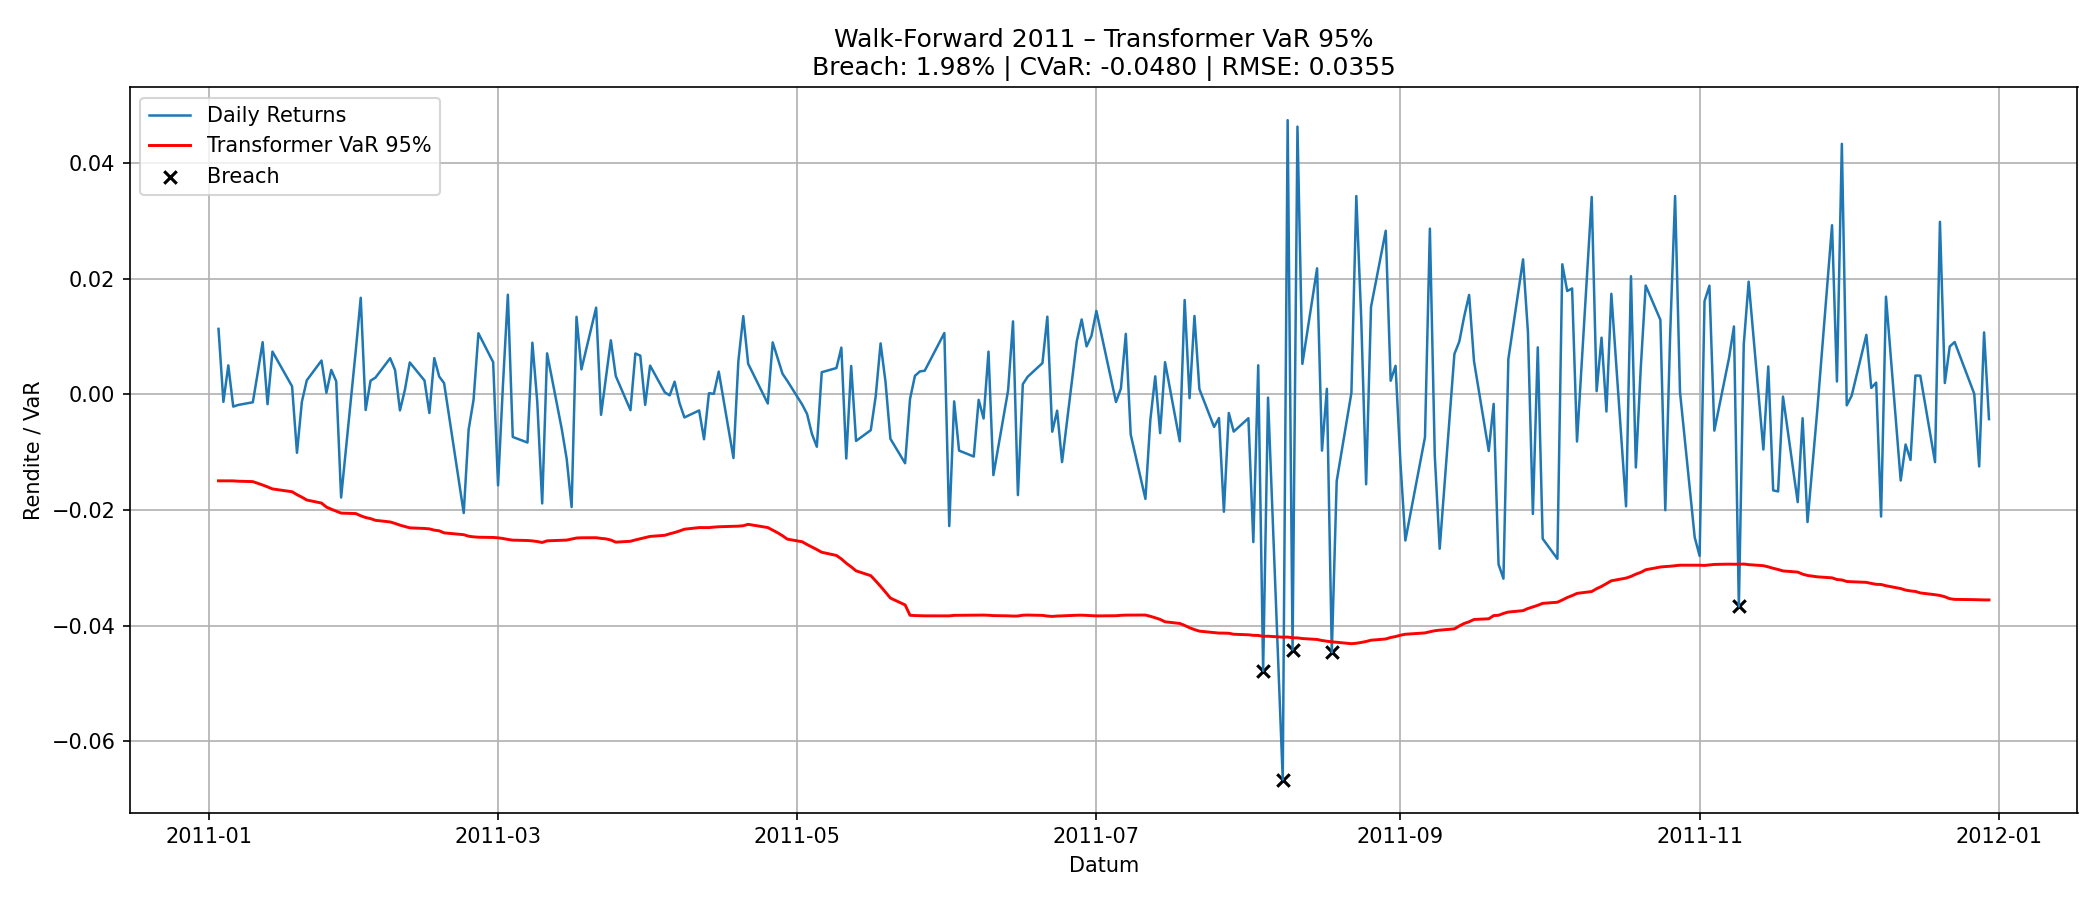 Walk-Forward 2011 – Transformer VaR 95%
Breach: 1.98% | CVaR: -0.0480 | RMSE: 0.0355
Daily Returns
Transformer VaR 95%
Breach
Rendite / VaR
0.04
0.02
0.00
−0.02
−0.04
−0.06
2011-01
2011-03
2011-05
2011-07
2011-09
2011-11
2012-01
Datum